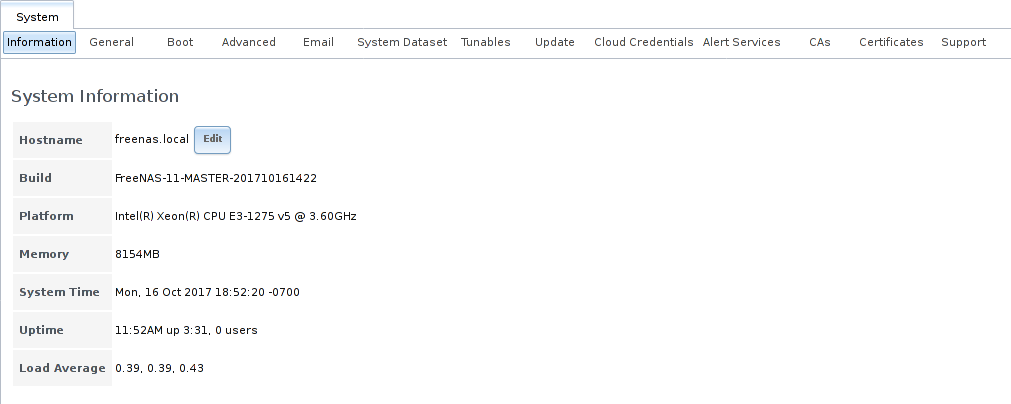 System
Information General Boot Advanced Email System Dataset Tunables Update Cloud Credentials Alert Services CAs Certificates Support
System Information
Hostname freenas.local Edit
Build FreeNAS-11-MASTER-201710161422
Platform Intel(R) Xeon(R) CPU E3-1275 v5 @ 3.60GHz
Memory 8154MB
System Time Mon, 16 Oct 2017 18:52:20 -0700
Uptime 11:52AM up 3:31, 0 users
Load Average 0.39, 0.39, 0.43